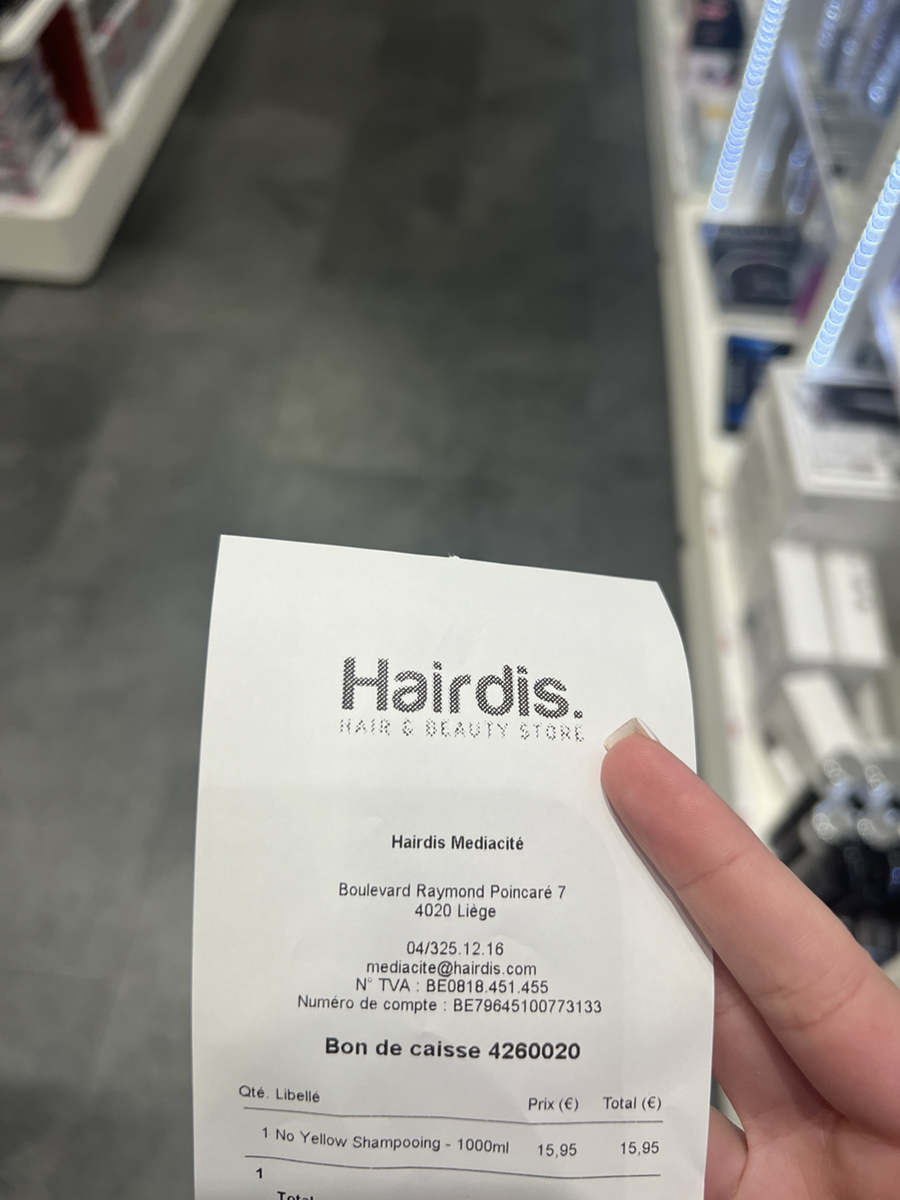 Hairdis.
HAIR & BEAUTY STORE
Hairdis Mediacité
Boulevard Raymond Poincaré 7
4020 Liège
04/325.12.16
mediacite@hairdis.com
N° TVA : BE0818.451.455
Numéro de compte : BE79645100773133
Bon de caisse 4260020
Qté. Libellé Prix (€) Total (€)
1 No Yellow Shampooing - 1000ml 15,95 15,95
1